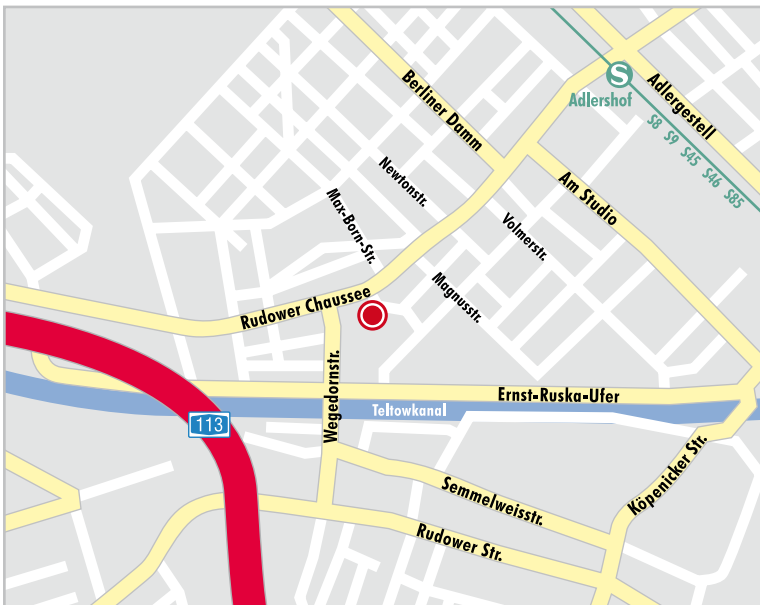 Berliner Damm
S
Adlershof
Adlergestell
S8 S9 S45 S46 S85
Newtonstr.
Am Studio
Max-Born-Str.
Volmerstr.
Magnusstr.
Rudower Chaussee
Wegedornstr.
Ernst-Ruska-Ufer
Teltowkanal
113
Köpenicker Str.
Semmelweisstr.
Rudower Str.